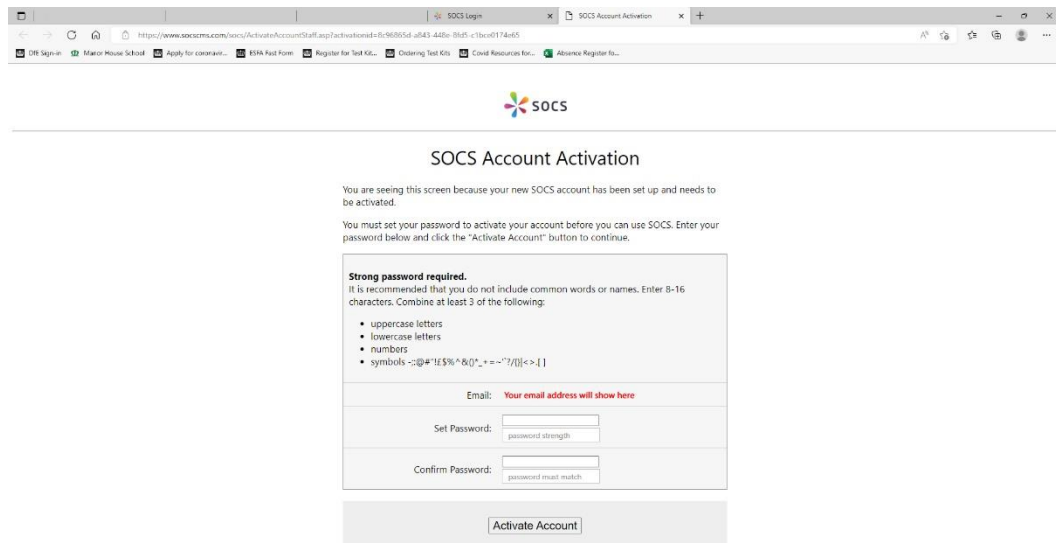 SOCS Login
SOCS Account Activation
https://www.socscms.com/socs/ActivateAccountStaff.asp?activationid=
DfE Sign-in Manor House School Apply for coronavir... ESFA Fast Form Register for Test Kit... Ordering Test Kits Covid Resources for... Absence Register fo...
socs
SOCS Account Activation
You are seeing this screen because your new SOCS account has been set up and needs to
be activated.
You must set your password to activate your account before you can use SOCS. Enter your
password below and click the "Activate Account" button to continue.
Strong password required.
It is recommended that you do not include common words or names. Enter 8-16
characters. Combine at least 3 of the following:
• uppercase letters
• lowercase letters
• numbers
• symbols -;:@#"!£$%^&()*_+=~'`?/{}[<>.[ ]
Email: Your email address will show here
Set Password:
password strength
Confirm Password:
password must match
Activate Account